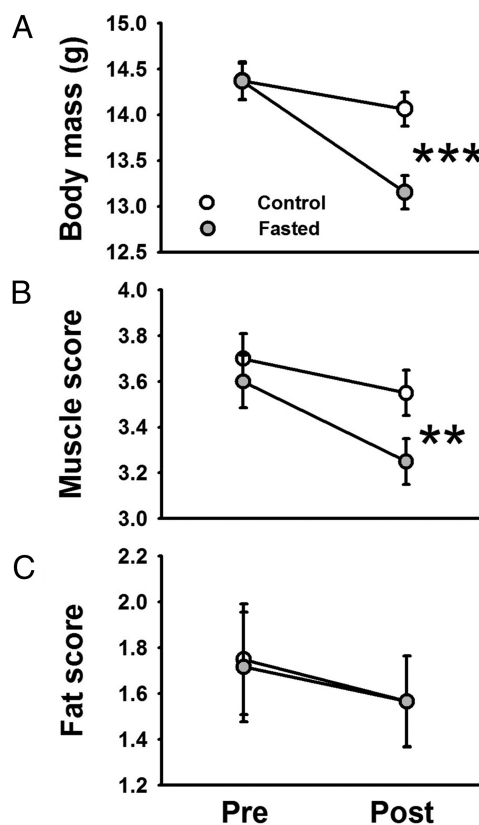 A
Body mass (g)
15.0
14.5
14.0
13.5
13.0
12.5
***
Control
Fasted
B
Muscle score
4.0
3.8
3.6
3.4
3.2
3.0
**
C
Fat score
2.2
2.0
1.8
1.6
1.4
1.2
Pre Post